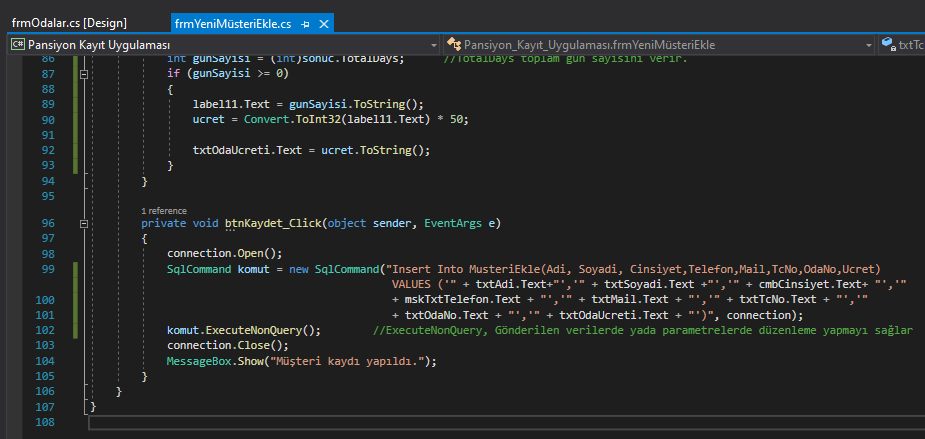 frmOdalar.cs [Design]
frmYeniMüsteriEkle.cs
Pansiyon Kayıt Uygulaması
Pansiyon_Kayıt_Uygulaması.frmYeniMüsteriEkle
txtTc
86 int gunSayisi = (int)sonuc.TotalDays; //TotalDays toplam gün sayısını verir.
87 if (gunSayisi >= 0)
88 {
89 label11.Text = gunSayisi.ToString();
90 ucret = Convert.ToInt32(label11.Text) * 50;
91
92 txtOdaUcreti.Text = ucret.ToString();
93 }
94 }
95
1 reference
96 private void btnKaydet_Click(object sender, EventArgs e)
97 {
98 connection.Open();
99 SqlCommand komut = new SqlCommand("Insert Into MusteriEkle(Adi, Soyadi, Cinsiyet,Telefon,Mail,TcNo,OdaNo,Ucret)
VALUES ('" + txtAdi.Text+"','" + txtSoyadi.Text +"','" + cmbCinsiyet.Text+ "','"
100 + mskTxtTelefon.Text + "','" + txtMail.Text + "','" + txtTcNo.Text + "','"
101 + txtOdaNo.Text + "','" + txtOdaUcreti.Text + "')", connection);
102 komut.ExecuteNonQuery(); //ExecuteNonQuery, Gönderilen verilerde yada parametrelerde düzenleme yapmayı sağlar
103 connection.Close();
104 MessageBox.Show("Müşteri kaydı yapıldı.");
105 }
106 }
107 }
108